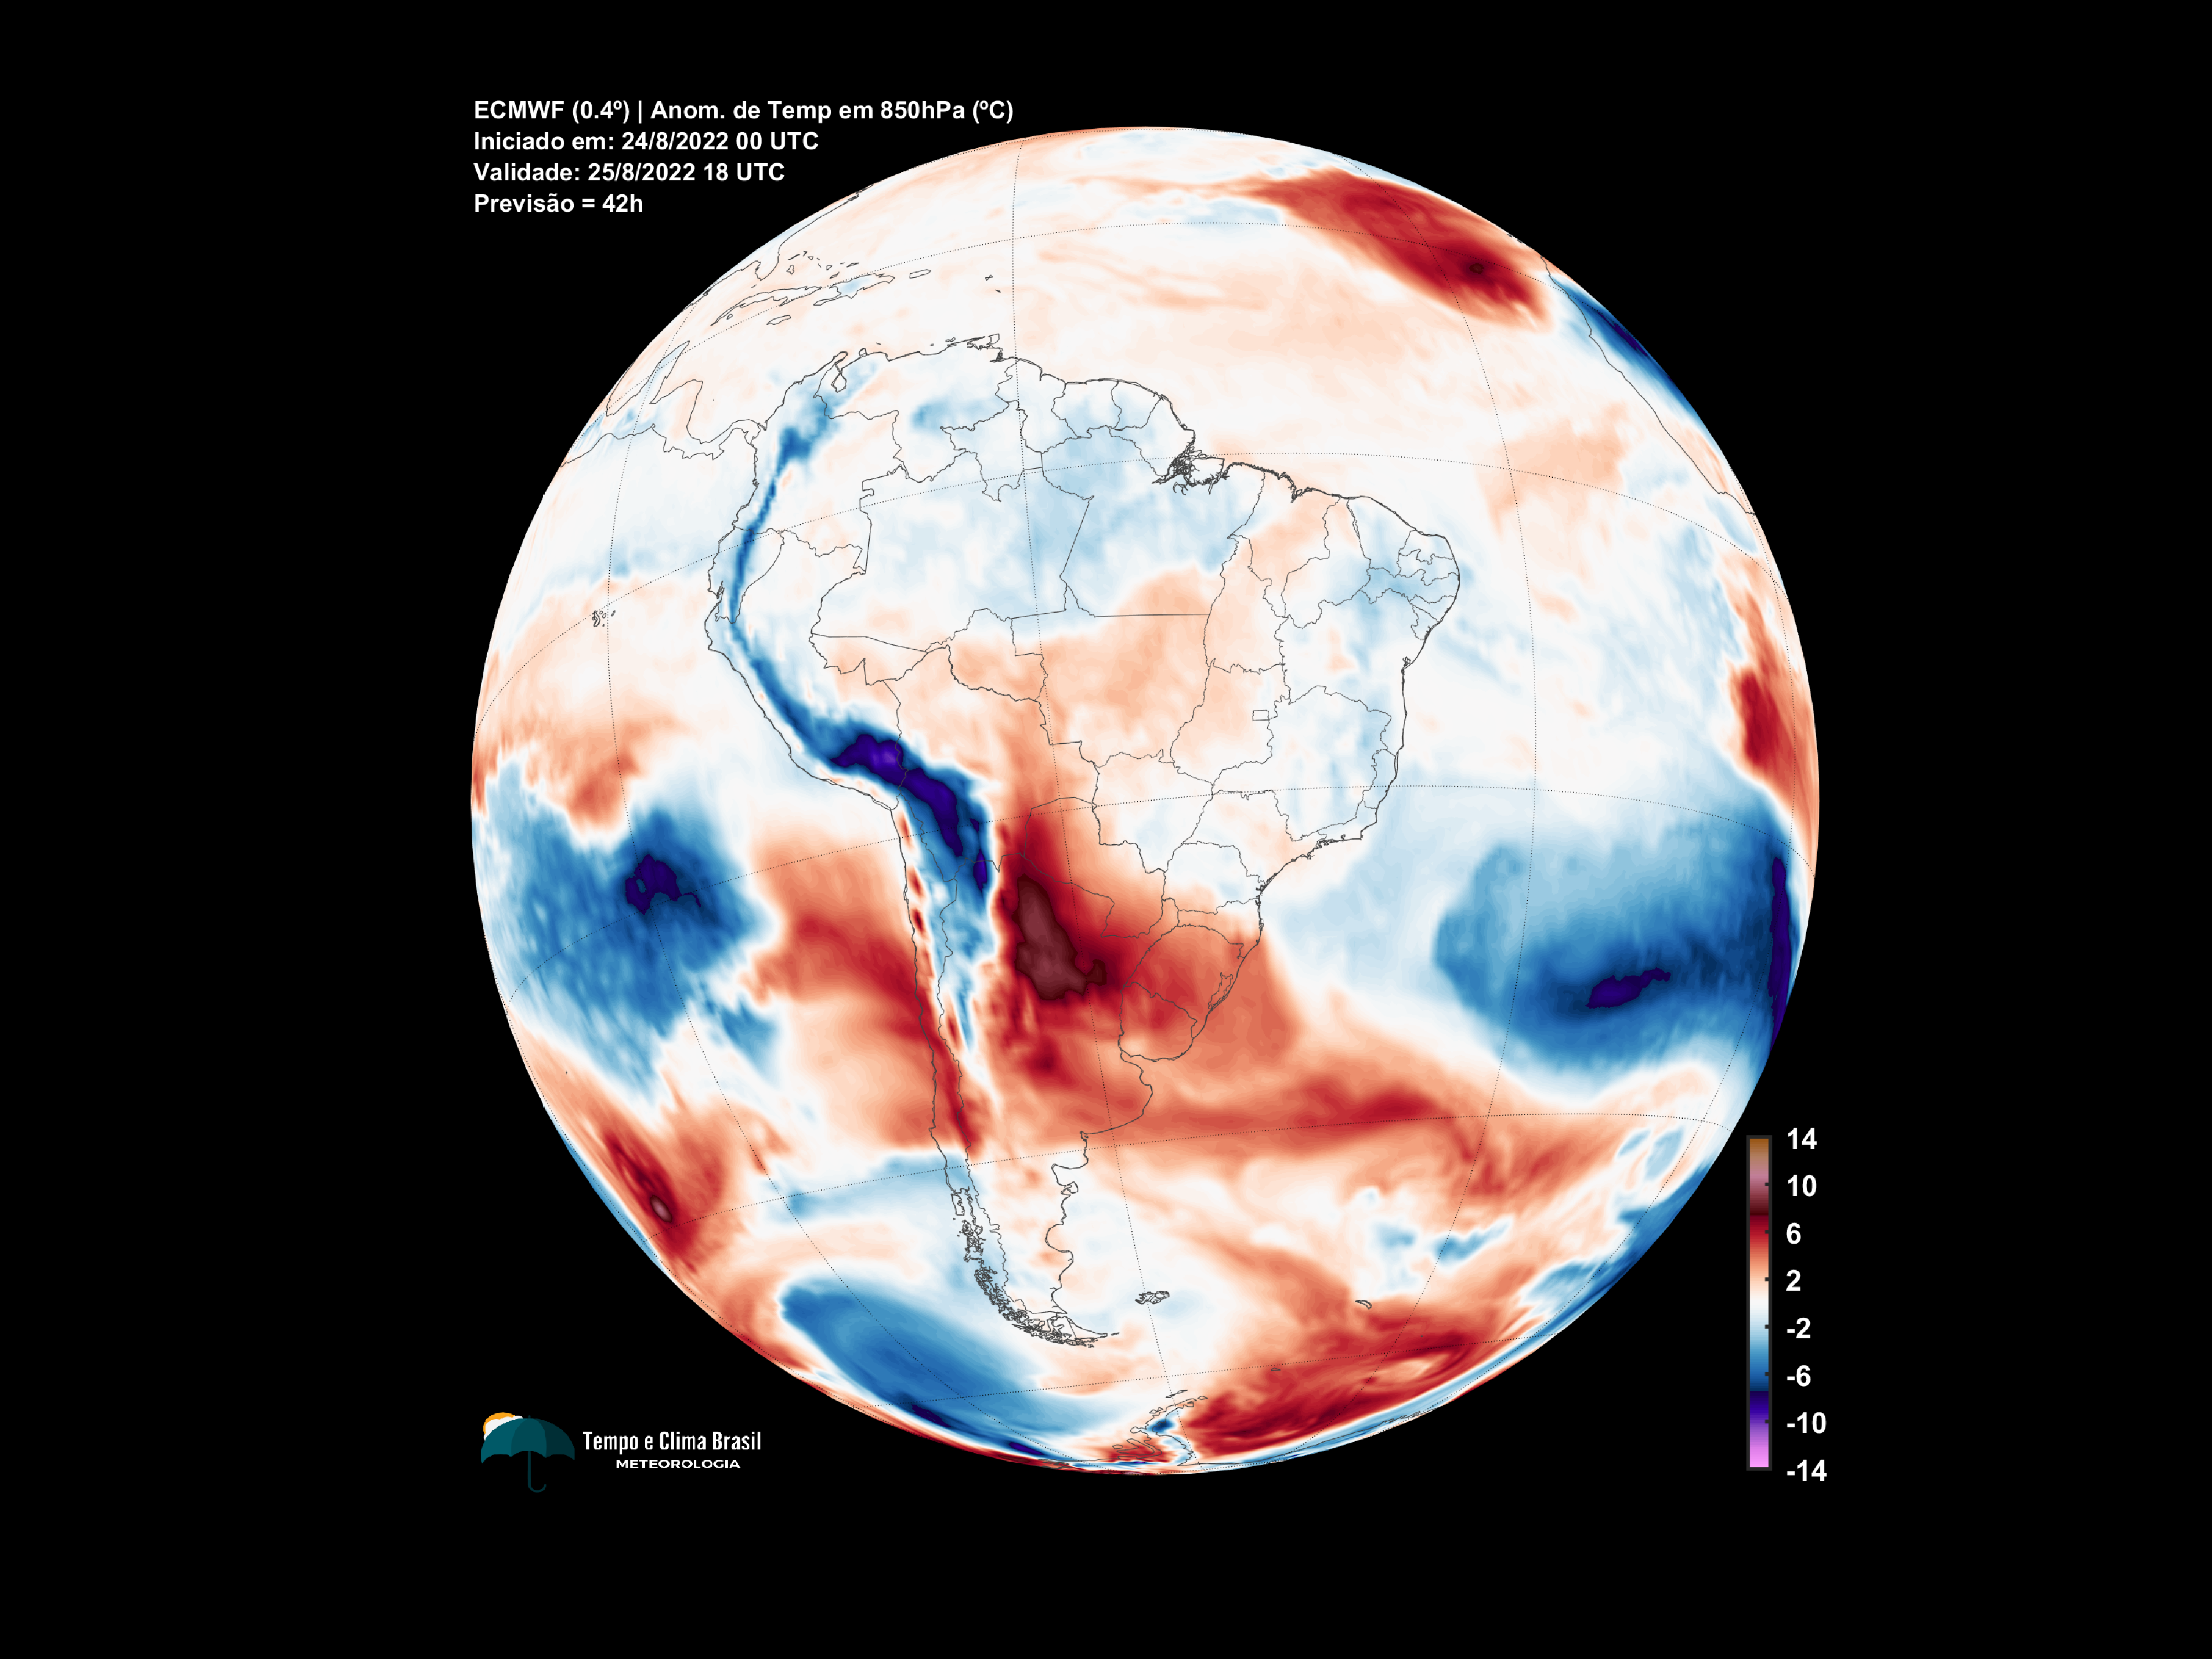 ECMWF (0.4º) | Anom. de Temp em 850hPa (ºC)
Iniciado em: 24/8/2022 00 UTC
Validade: 25/8/2022 18 UTC
Previsão = 42h
14
10
6
2
-2
-6
-10
-14
Tempo e Clima Brasil
METEOROLOGIA